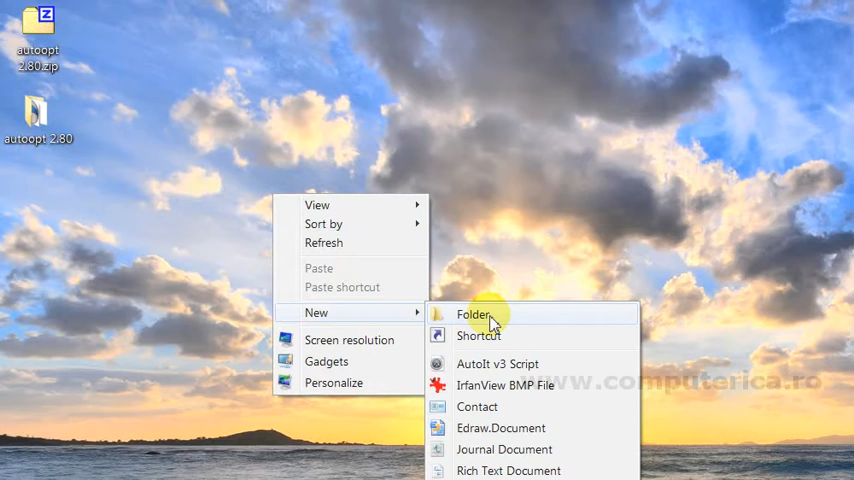 autoopt
2.80.zip
autoopt 2.80
View
Sort by
Refresh
Paste
Paste shortcut
New
Screen resolution
Gadgets
Personalize
Folder
Shortcut
AutoIt v3 Script
IrfanView BMP File
Contact
Edraw.Document
Journal Document
Rich Text Document
www.computerica.ro